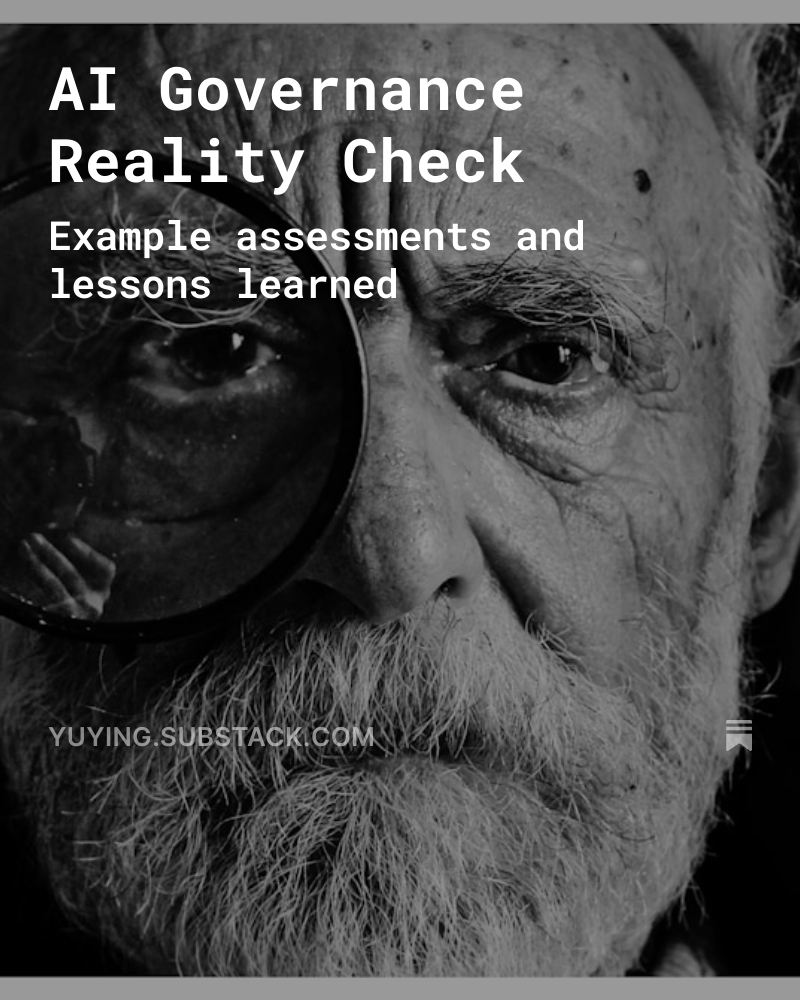 AI Governance
Reality Check
Example assessments and
lessons learned
YUYING.SUBSTACK.COM